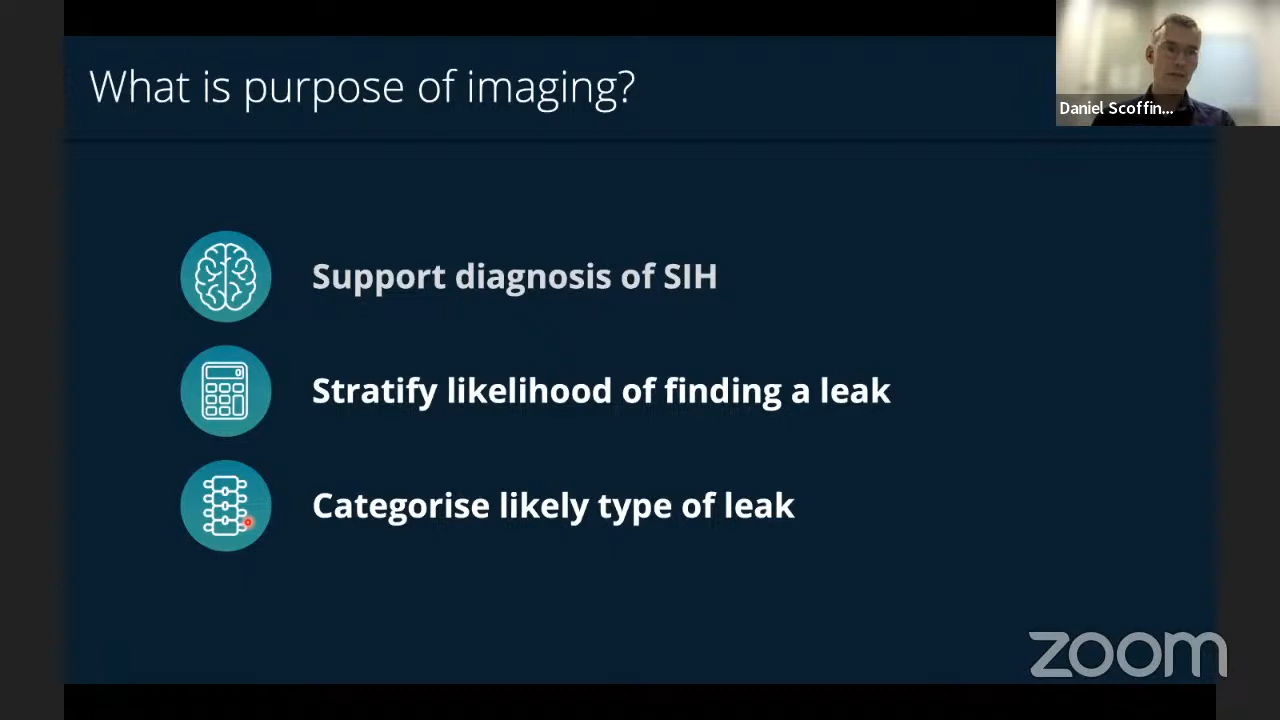 What is purpose of imaging?
Daniel Scoffin...
Support diagnosis of SIH
Stratify likelihood of finding a leak
Categorise likely type of leak
zoom